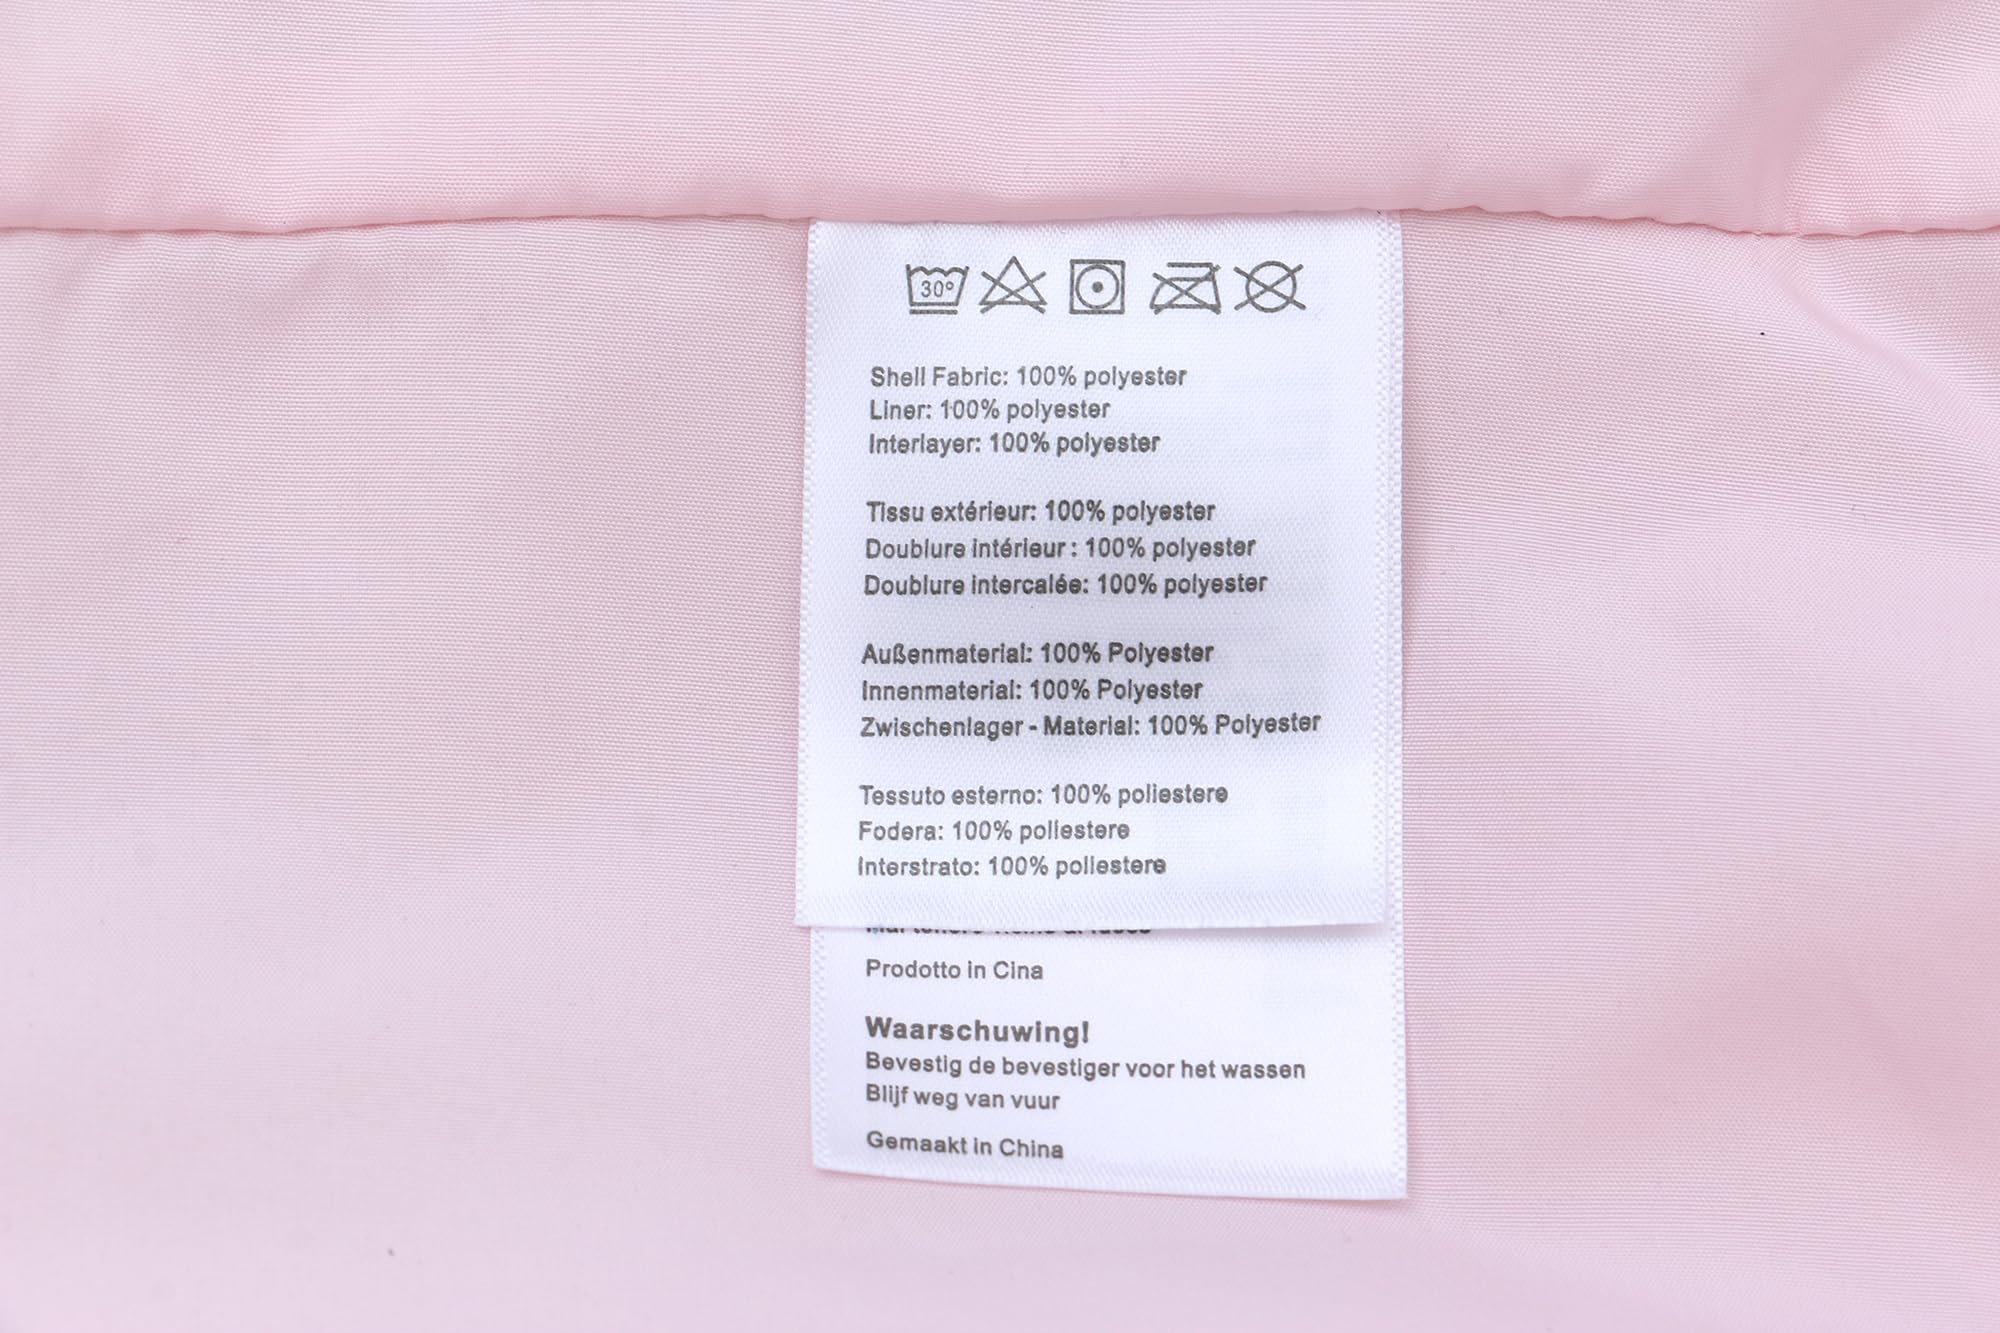 30°
Shell Fabric: 100% polyester
Liner: 100% polyester
Interlayer: 100% polyester
Tissu extérieur: 100% polyester
Doublure intérieur : 100% polyester
Doublure intercalée: 100% polyester
Außenmaterial: 100% Polyester
Innenmaterial: 100% Polyester
Zwischenlager - Material: 100% Polyester
Tessuto esterno: 100% poliestere
Fodera: 100% poliestere
Interstrato: 100% poliestere
Prodotto in Cina
Waarschuwing!
Bevestig de bevestiger voor het wassen
Blijf weg van vuur
Gemaakt in China